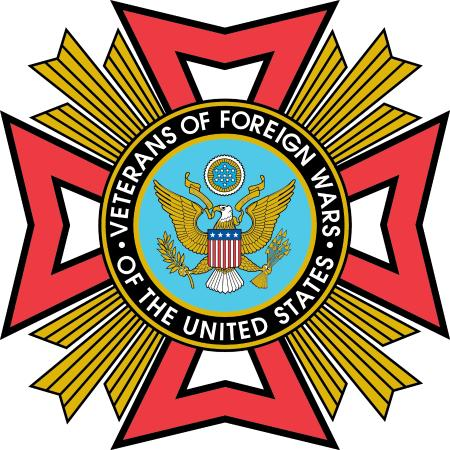 VETERANS OF FOREIGN WARS
OF THE UNITED STATES